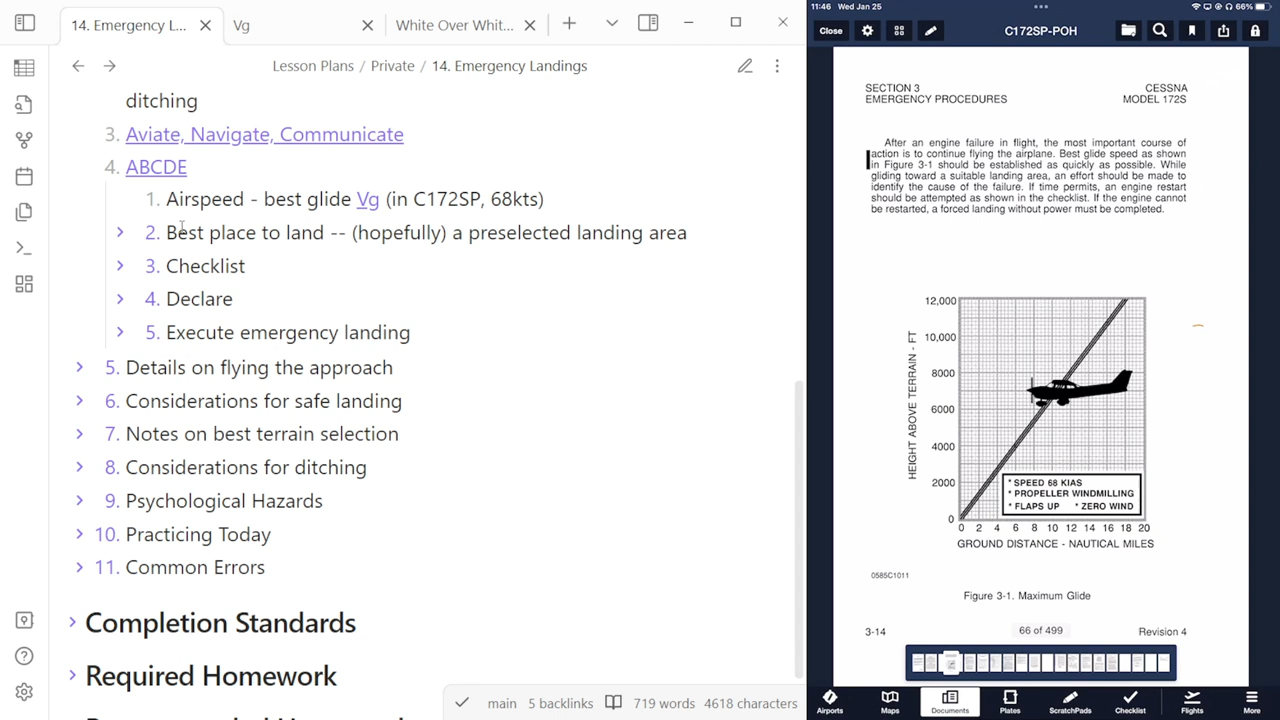 14. Emergency L...
Vg
White Over Whit...
Lesson Plans / Private / 14. Emergency Landings
ditching
3. Aviate, Navigate, Communicate
4. ABCDE
1. Airspeed - best glide Vg (in C172SP, 68kts)
2. Best place to land -- (hopefully) a preselected landing area
3. Checklist
4. Declare
5. Execute emergency landing
5. Details on flying the approach
6. Considerations for safe landing
7. Notes on best terrain selection
8. Considerations for ditching
9. Psychological Hazards
10. Practicing Today
11. Common Errors
Completion Standards
Required Homework
main 5 backlinks 719 words 4618 characters
11:46 Wed Jan 25
66%
Close
C172SP-POH
SECTION 3
EMERGENCY PROCEDURES
CESSNA
MODEL 172S
After an engine failure in flight, the most important course of
action is to continue flying the airplane. Best glide speed as shown
in Figure 3-1 should be established as quickly as possible. While
gliding toward a suitable landing area, an effort should be made to
identify the cause of the failure. If time permits, an engine restart
should be attempted as shown in the checklist. If the engine cannot
be restarted, a forced landing without power must be completed.
HEIGHT ABOVE TERRAIN - FT
12,000
10,000
8000
6000
4000
2000
0
* SPEED 68 KIAS
* PROPELLER WINDMILLING
* FLAPS UP * ZERO WIND
0 2 4 6 8 10 12 14 16 18 20
GROUND DISTANCE - NAUTICAL MILES
0585C1011
Figure 3-1. Maximum Glide
3-14
66 of 499
Revision 4
Airports
Maps
Documents
Plates
ScratchPads
Checklist
Flights
More